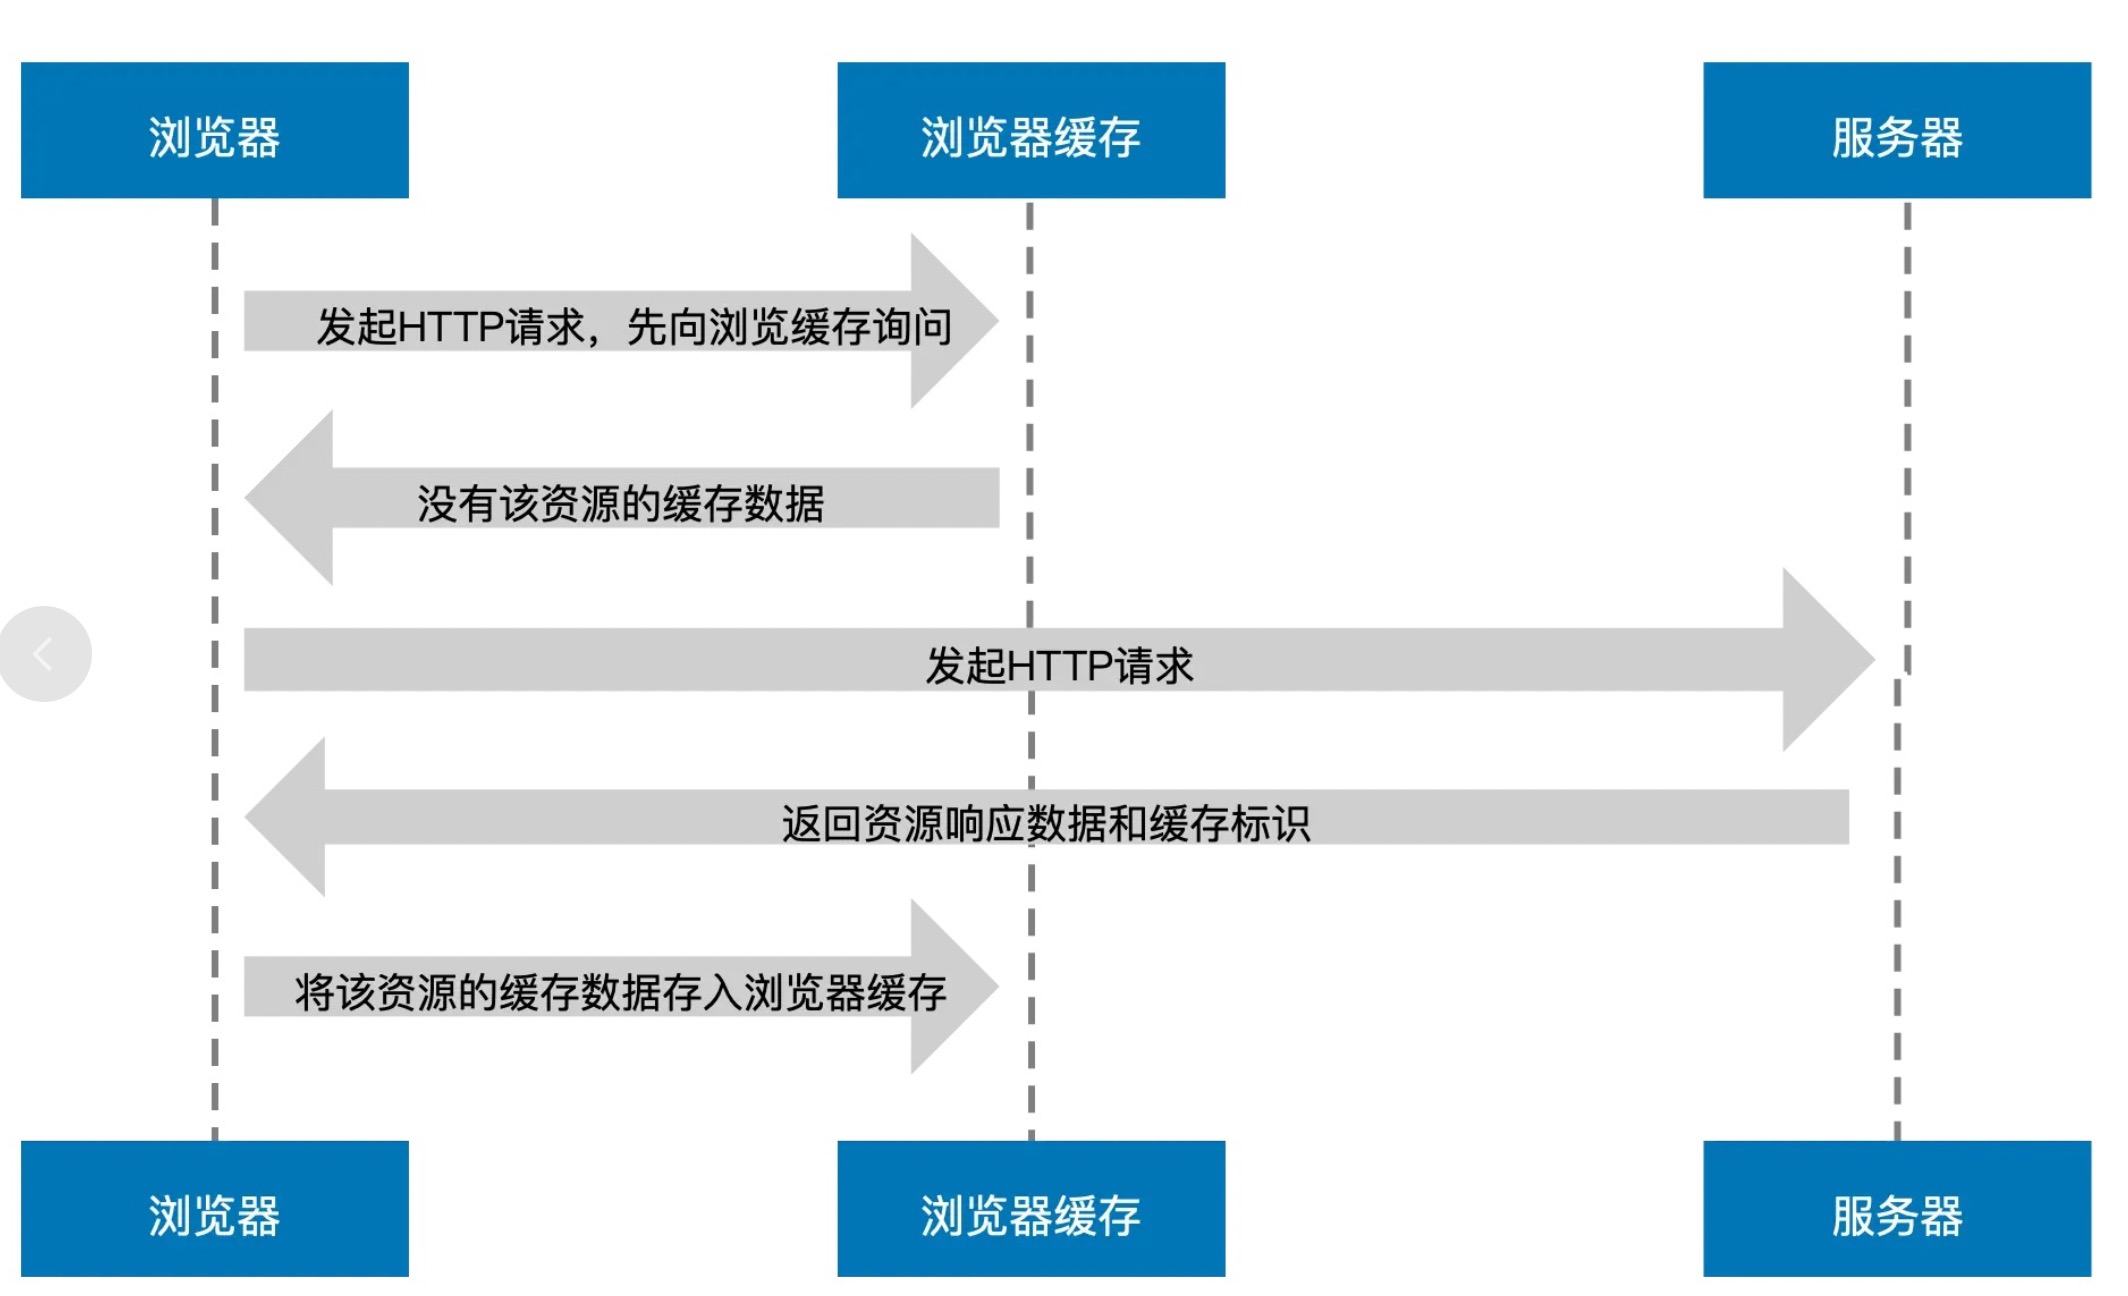 浏览器
浏览器缓存
服务器
发起HTTP请求，先向浏览缓存询问
没有该资源的缓存数据
发起HTTP请求
返回资源响应数据和缓存标识
将该资源的缓存数据存入浏览器缓存
浏览器
浏览器缓存
服务器